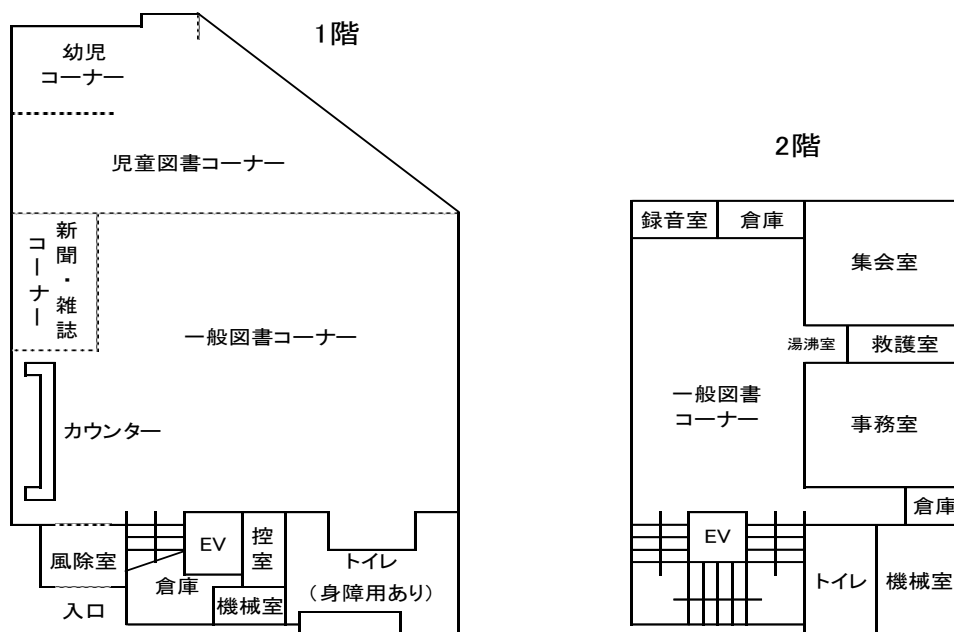 1階
幼児
コーナー
児童図書コーナー
新聞・雑誌
コーナー
一般図書コーナー
カウンター
風除室
入口
EV
控室
倉庫
機械室
トイレ
（身障用あり）
2階
録音室
倉庫
集会室
湯沸室
救護室
一般図書
コーナー
事務室
倉庫
EV
トイレ
機械室